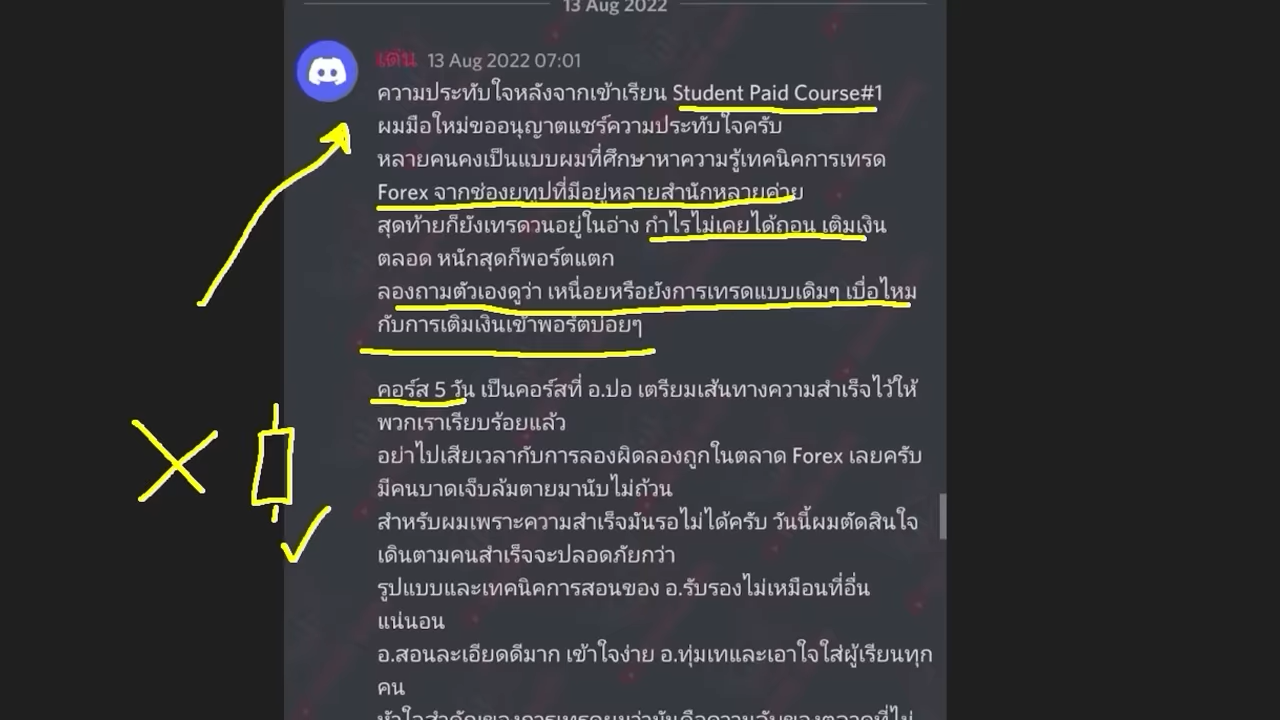 13 Aug 2022
เด่น 13 Aug 2022 07:01
ความประทับใจหลังจากเข้าเรียน Student Paid Course#1
ผมมือใหม่ขออนุญาตแชร์ความประทับใจครับ
หลายคนคงเป็นแบบผมที่ศึกษาหาความรู้เทคนิคการเทรด
Forex จากช่องยูทูปที่มีอยู่หลายสำนักหลายค่าย
สุดท้ายก็ยังเทรดวนอยู่ในอ่าง กำไรไม่เคยได้ถอน เติมเงิน
ตลอด หนักสุดก็พอร์ตแตก
ลองถามตัวเองดูว่า เหนื่อยหรือยังการเทรดแบบเดิมๆ เบื่อไหม
กับการเติมเงินเข้าพอร์ตบ่อยๆ
คอร์ส 5 วัน เป็นคอร์สที่ อ.ปอ เตรียมเส้นทางความสำเร็จไว้ให้
พวกเราเรียบร้อยแล้ว
อย่าไปเสียเวลากับการลองผิดลองถูกในตลาด Forex เลยครับ
มีคนบาดเจ็บล้มตายมานับไม่ถ้วน
สำหรับผมเพราะความสำเร็จมันรอไม่ได้ครับ วันนี้ผมตัดสินใจ
เดินตามคนสำเร็จจะปลอดภัยกว่า
รูปแบบและเทคนิคการสอนของ อ.รับรองไม่เหมือนที่อื่น
แน่นอน
อ.สอนละเอียดดีมาก เข้าใจง่าย อ.ทุ่มเทและเอาใจใส่ผู้เรียนทุก
คน